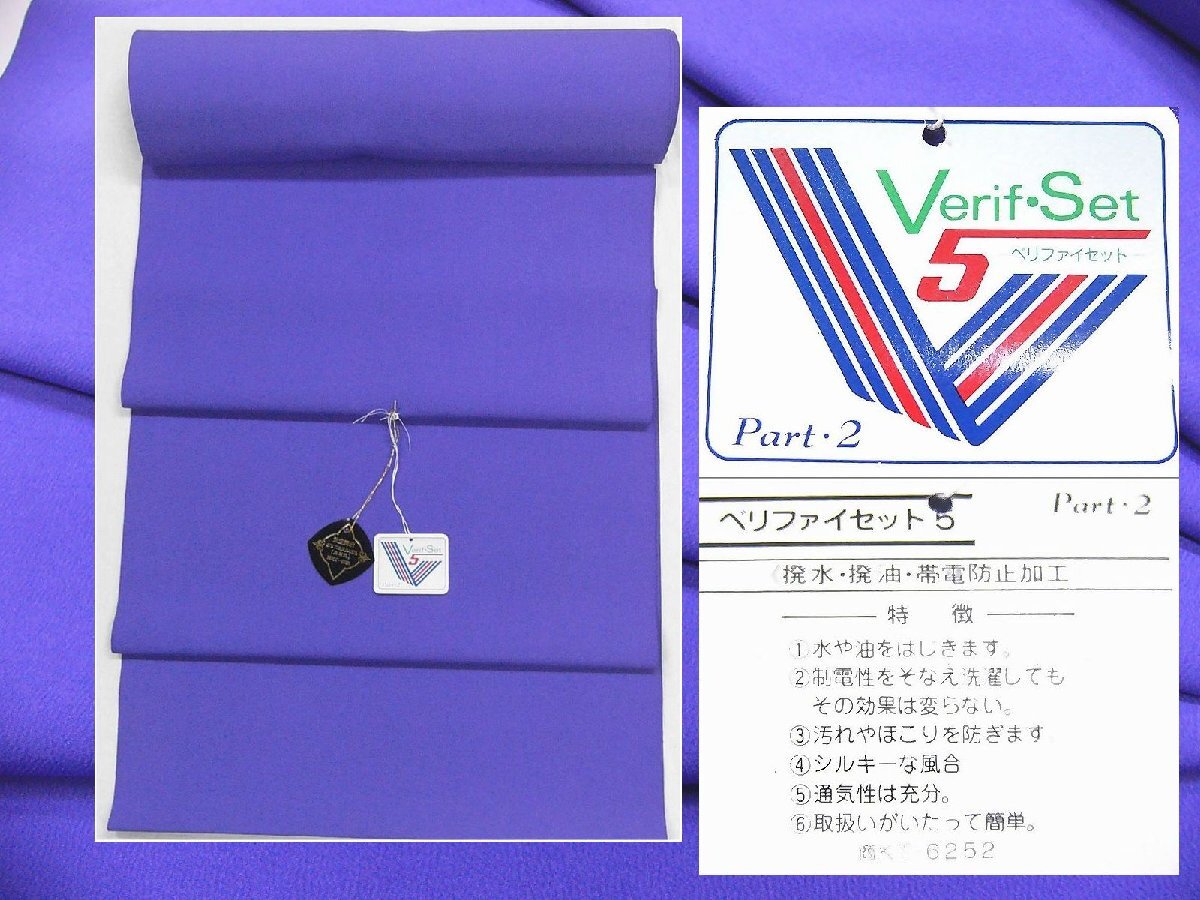 Verif・Set
5
ベリファイセット
Part・2
Verif・Set
5
Part・2
ベリファイセット5
Part・2
撥水・撥油・帯電防止加工
特 徴
①水や油をはじきます。
②制電性をそなえ洗濯しても
その効果は変らない。
③汚れやほこりを防ぎます
④シルキーな風合
⑤通気性は充分。
⑥取扱いがいたって簡単。
6252